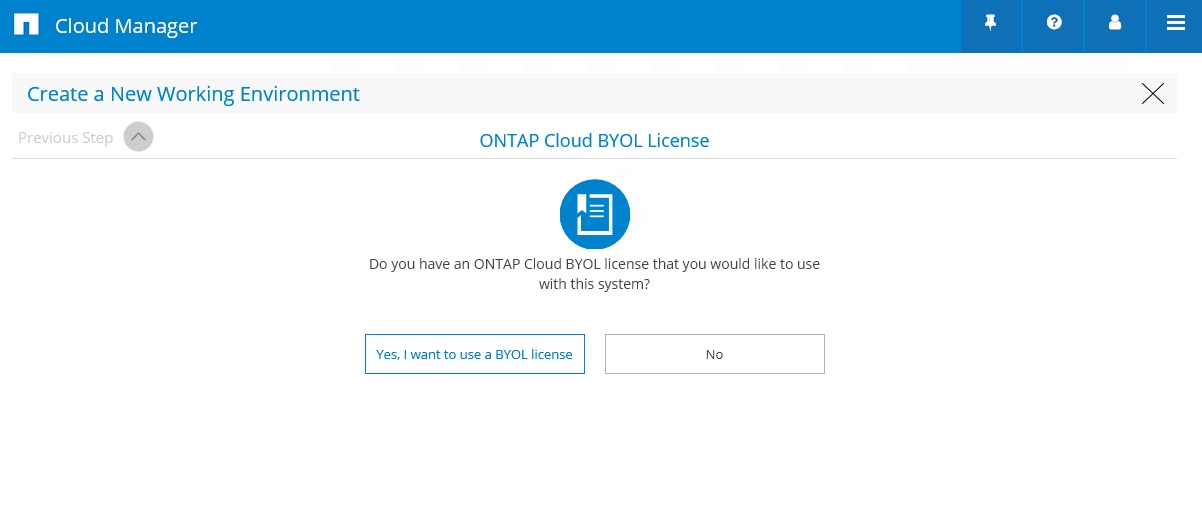 Cloud Manager
Create a New Working Environment
Previous Step
ONTAP Cloud BYOL License
Do you have an ONTAP Cloud BYOL license that you would like to use
with this system?
Yes, I want to use a BYOL license
No